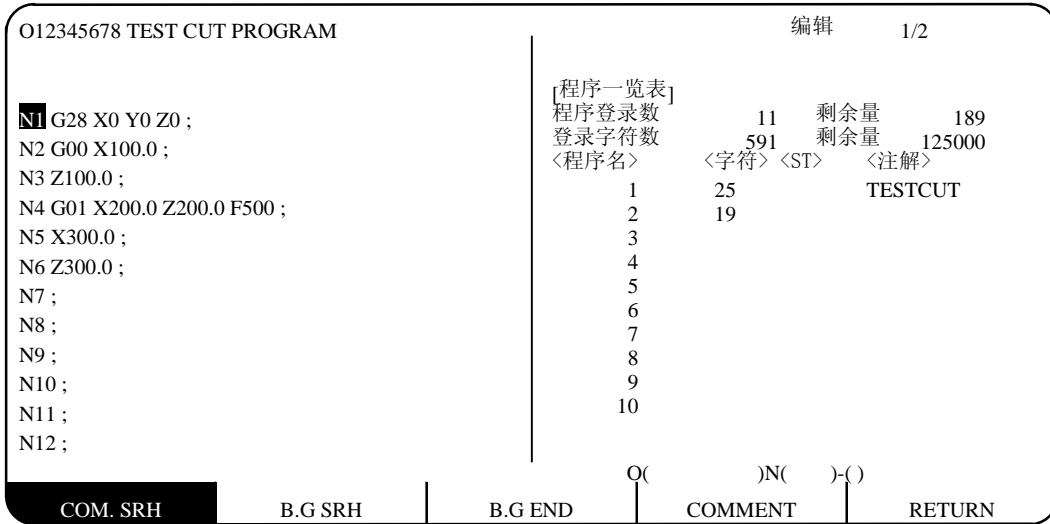 O12345678 TEST CUT PROGRAM
编辑 1/2
N1 G28 X0 Y0 Z0 ;
N2 G00 X100.0 ;
N3 Z100.0 ;
N4 G01 X200.0 Z200.0 F500 ;
N5 X300.0 ;
N6 Z300.0 ;
N7 ;
N8 ;
N9 ;
N10 ;
N11 ;
N12 ;
[程序一览表]
程序登录数 11 剩余量 189
登录字符数 591 剩余量 125000
<程序名> <字符> <ST> <注解>
1 25 TESTCUT
2 19
3
4
5
6
7
8
9
10
O( )N( )-( )
COM. SRH B.G SRH B.G END COMMENT RETURN